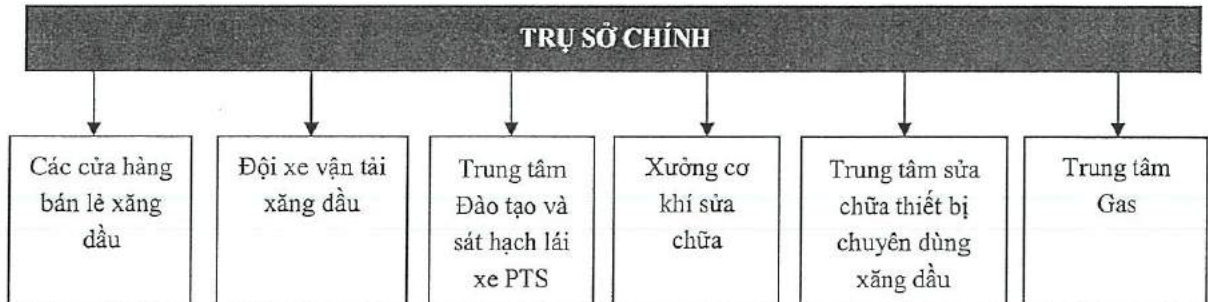 TRỤ SỞ CHÍNH
Các cửa hàng
bán lẻ xăng
dầu
Đội xe vận tải
xăng dầu
Trung tâm
Đào tạo và
sát hạch lái
xe PTS
Xưởng cơ
khí sửa
chữa
Trung tâm sửa
chữa thiết bị
chuyên dùng
xăng dầu
Trung tâm
Gas